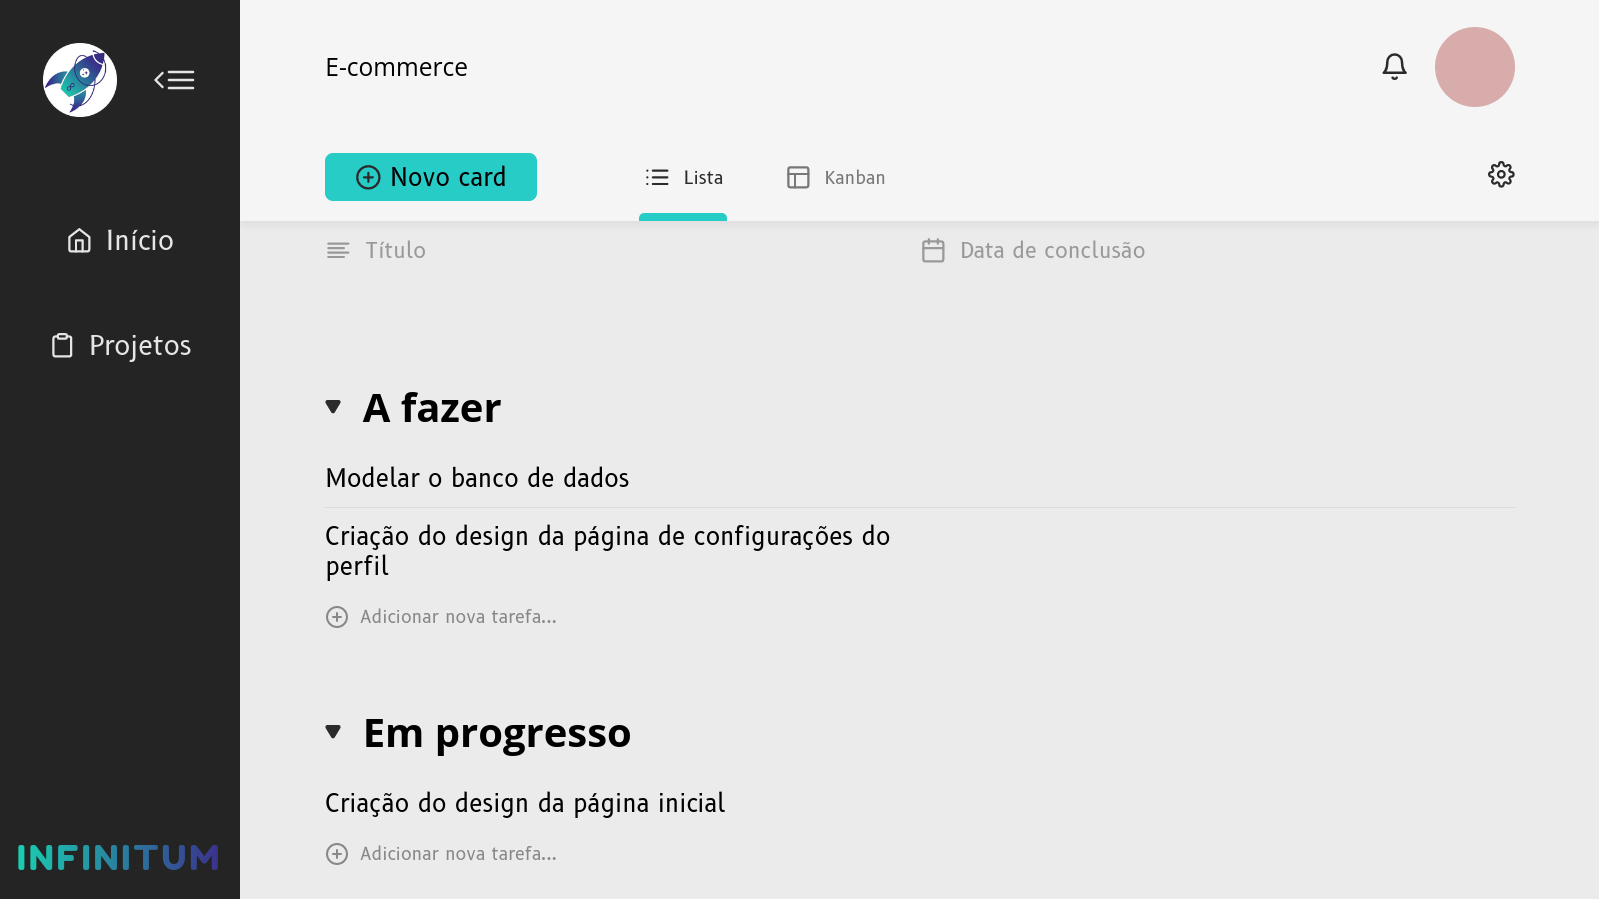 E-commerce
Novo card
Lista
Kanban
Início
Projetos
Título
Data de conclusão
A fazer
Modelar o banco de dados
Criação do design da página de configurações do
perfil
Adicionar nova tarefa...
Em progresso
Criação do design da página inicial
Adicionar nova tarefa...
INFINITUM